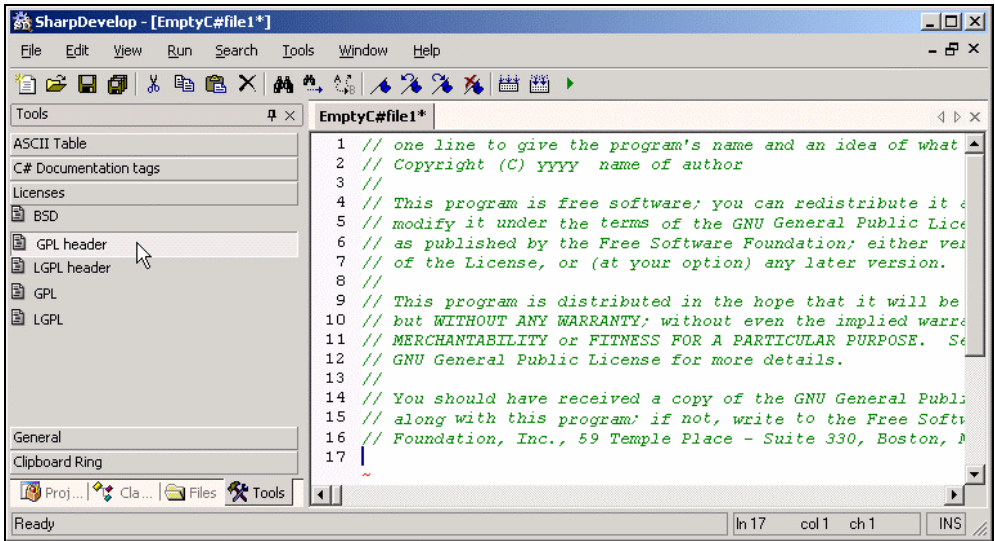 SharpDevelop - [EmptyC#file1*]
File Edit View Run Search Tools Window Help
Tools
ASCII Table
C# Documentation tags
Licenses
BSD
GPL header
LGPL header
GPL
LGPL
General
Clipboard Ring
Proj... Cla... Files Tools
EmptyC#file1*
1 // one line to give the program's name and an idea of what
2 // Copyright (C) yyyy  name of author
3 //
4 // This program is free software; you can redistribute it
5 // modify it under the terms of the GNU General Public Lice
6 // as published by the Free Software Foundation; either ver
7 // of the License, or (at your option) any later version.
8 //
9 // This program is distributed in the hope that it will be
10 // but WITHOUT ANY WARRANTY; without even the implied warra
11 // MERCHANTABILITY or FITNESS FOR A PARTICULAR PURPOSE.  Se
12 // GNU General Public License for more details.
13 //
14 // You should have received a copy of the GNU General Publi
15 // along with this program; if not, write to the Free Softw
16 // Foundation, Inc., 59 Temple Place - Suite 330, Boston,
17
~
Ready ln 17 col 1 ch 1 INS